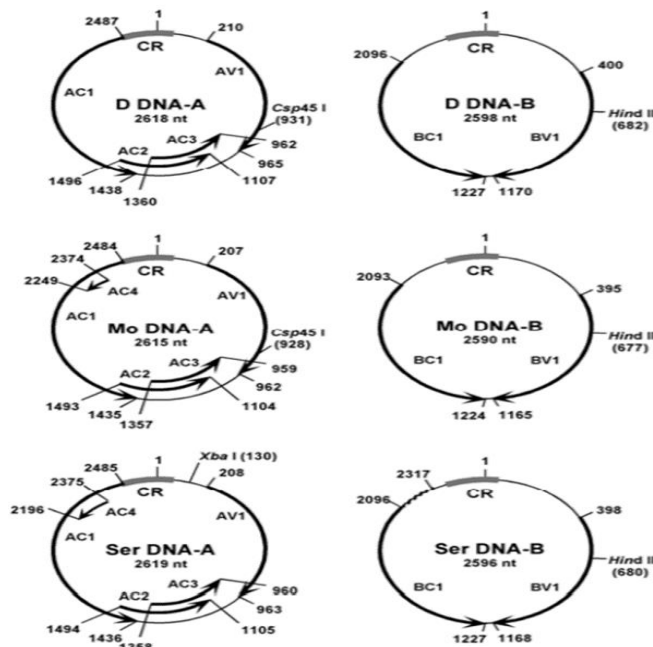 1
2487
210
CR
AV1
AC1
D DNA-A
2618 nt
Csp45 I
(931)
AC3
AC2
962
965
1496
1438
1107
1360
1
2096
400
CR
D DNA-B
2598 nt
Hind II
(682)
BC1
BV1
1227
1170
1
2484
2374
207
2249
CR
AC4
AV1
AC1
Mo DNA-A
2615 nt
Csp45 I
(928)
AC3
AC2
959
962
1493
1435
1104
1357
1
2093
395
CR
Mo DNA-B
2590 nt
Hind II
(677)
BC1
BV1
1224
1165
1
Xba I (130)
2485
2375
208
2196
CR
AC4
AV1
AC1
Ser DNA-A
2619 nt
AC3
AC2
960
963
1494
1436
1105
1358
1
2317
2096
398
CR
Ser DNA-B
2596 nt
Hind II
(680)
BC1
BV1
1227
1168